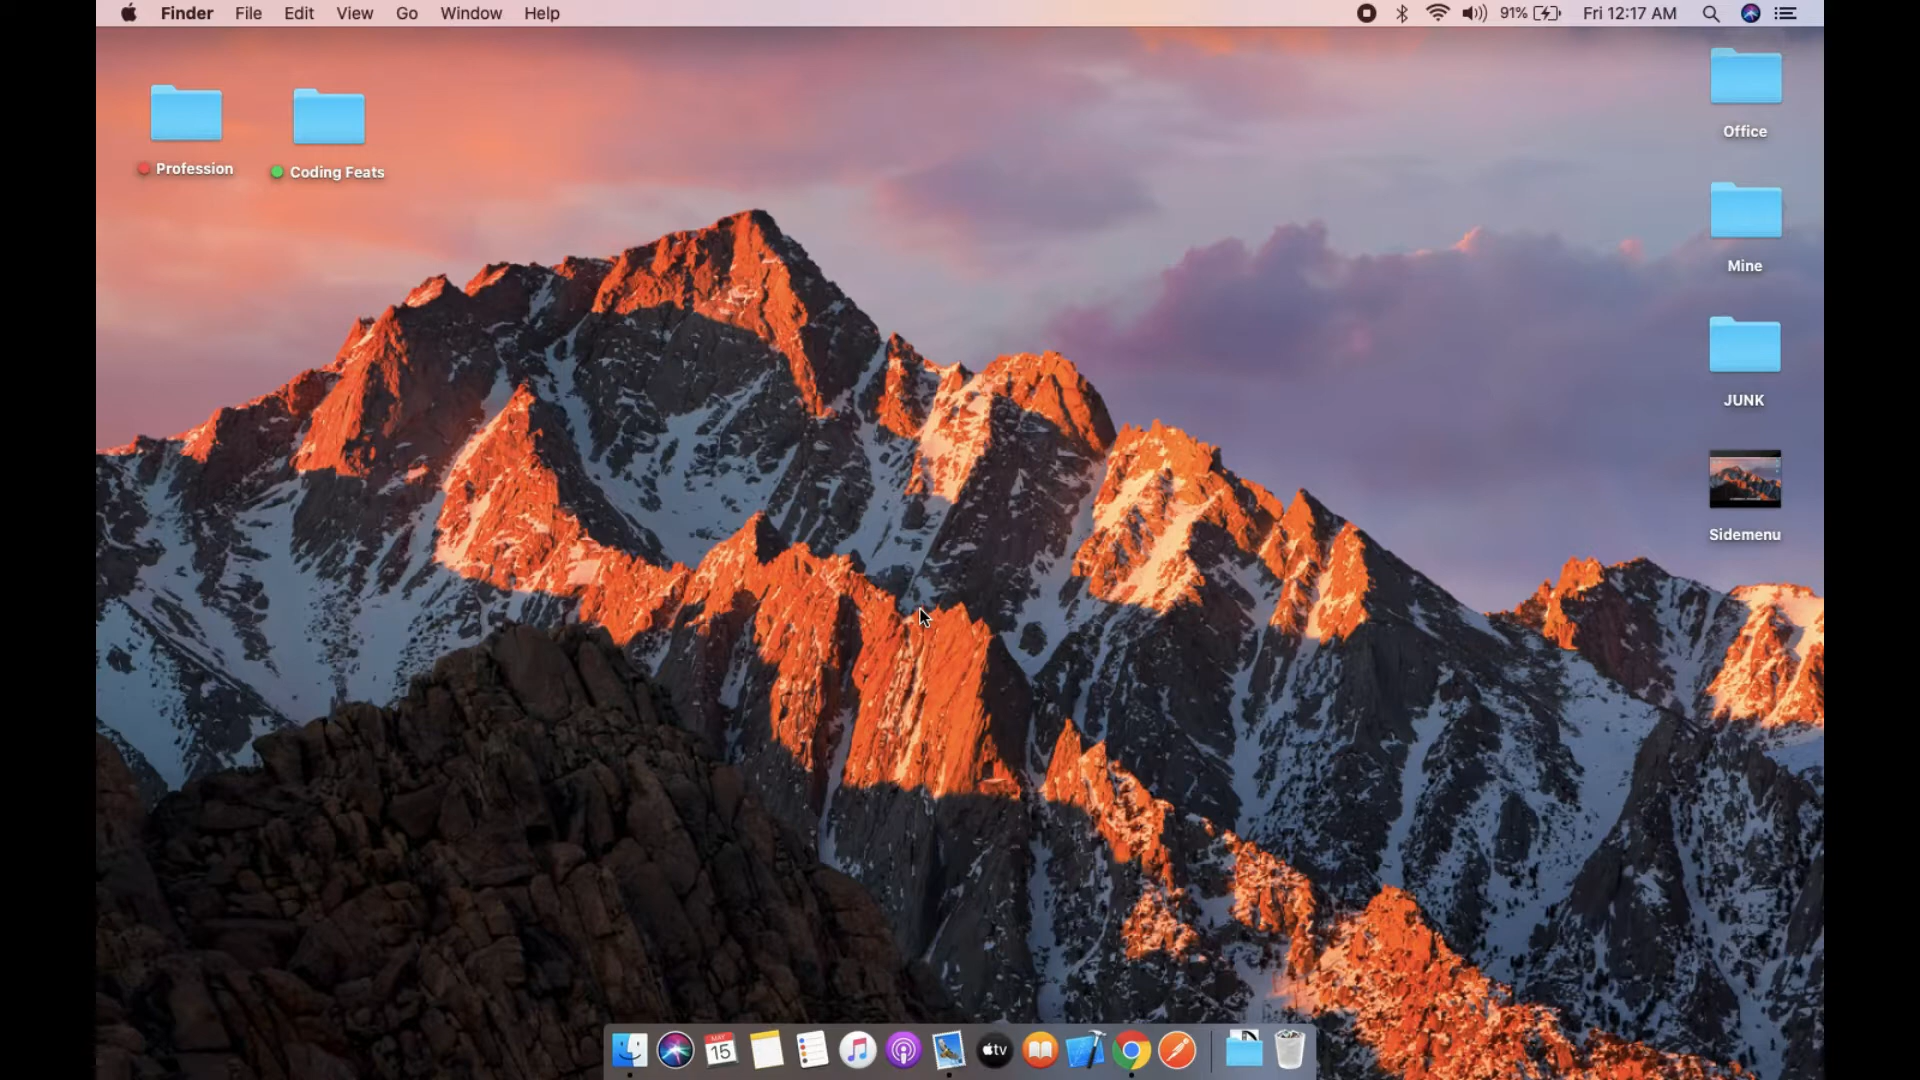 Finder File Edit View Go Window Help 91% Fri 12:17 AM
Profession
Coding Feats
Office
Mine
JUNK
Sidemenu
MAY
15
tv